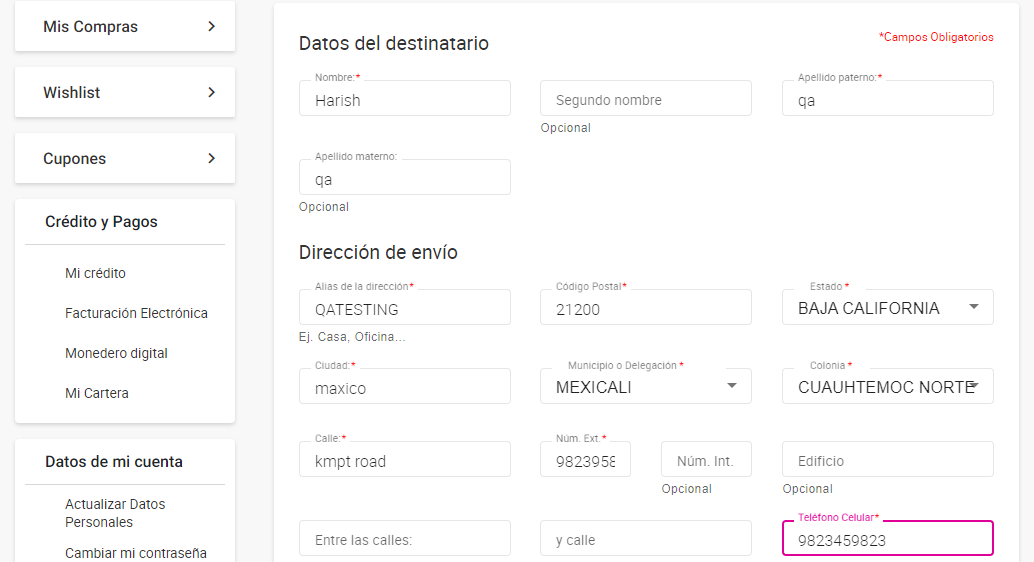 Mis Compras
Wishlist
Cupones
Crédito y Pagos
Mi crédito
Facturación Electrónica
Monedero digital
Mi Cartera
Datos de mi cuenta
Actualizar Datos
Personales
Cambiar mi contraseña
Datos del destinatario
*Campos Obligatorios
Nombre:*
Harish
Segundo nombre
Opcional
Apellido paterno:*
qa
Apellido materno:
qa
Opcional
Dirección de envío
Alias de la dirección*
QATESTING
Ej. Casa, Oficina...
Código Postal*
21200
Estado *
BAJA CALIFORNIA
Ciudad:*
maxico
Municipio o Delegación *
MEXICALI
Colonia *
CUAUHTEMOC NORTE
Calle:*
kmpt road
Núm. Ext.*
9823958
Núm. Int.
Opcional
Edificio
Opcional
Entre las calles:
y calle
Teléfono Celular*
9823459823